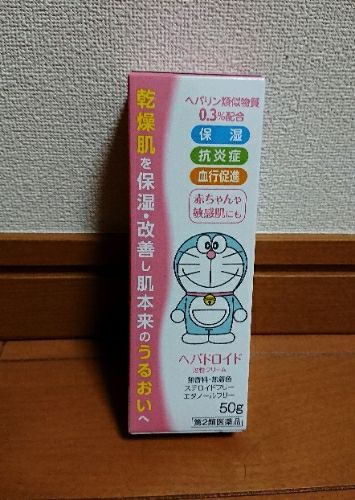 乾燥肌を保湿・改善し肌本来のうるおいへ
ヘパリン類似物質
0.3%配合
保湿
抗炎症
血行促進
赤ちゃんや
敏感肌にも
ヘパドロイド
油性クリーム
無香料・無着色
ステロイドフリー
エタノールフリー
50g
第2類医薬品